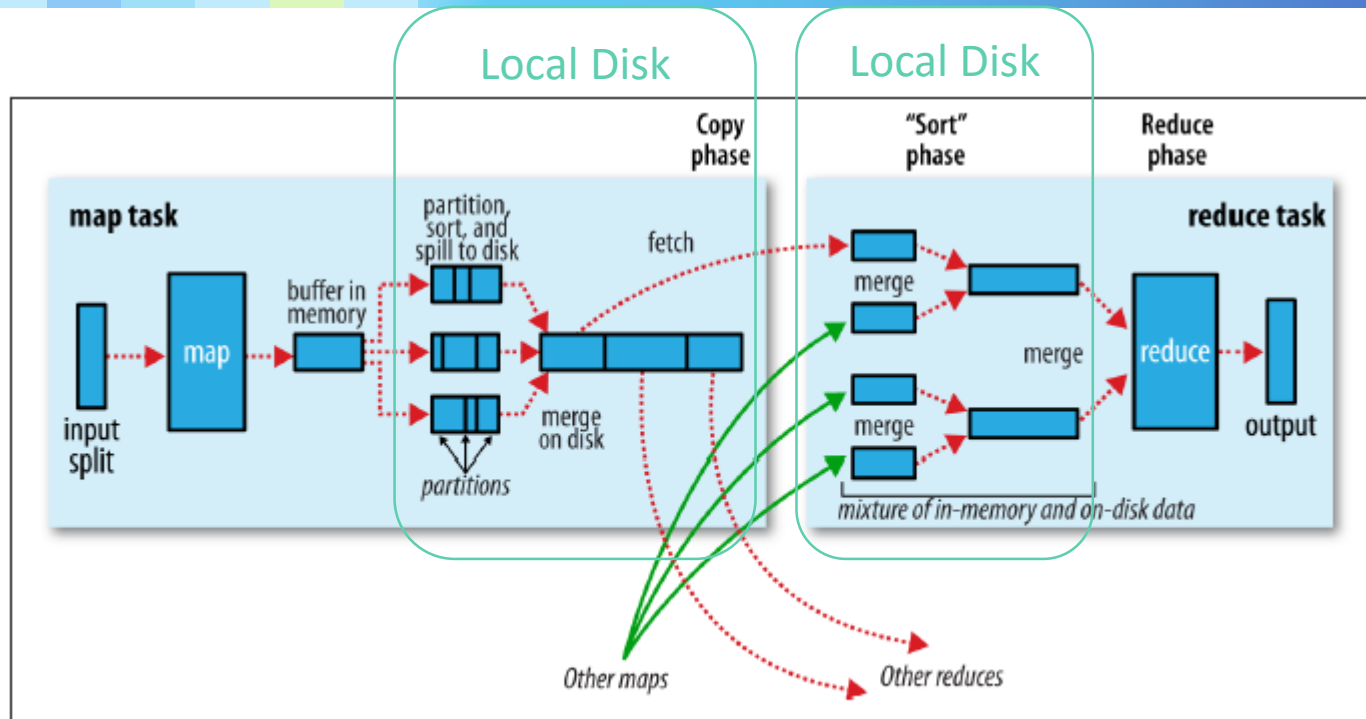 Local Disk
Local Disk
Copy
phase
“Sort”
phase
Reduce
phase
map task
partition,
sort, and
spill to disk
fetch
reduce task
buffer in
memory
merge
map
merge
reduce
input
split
merge
on disk
merge
output
partitions
mixture of in-memory and on-disk data
Other maps
Other reduces